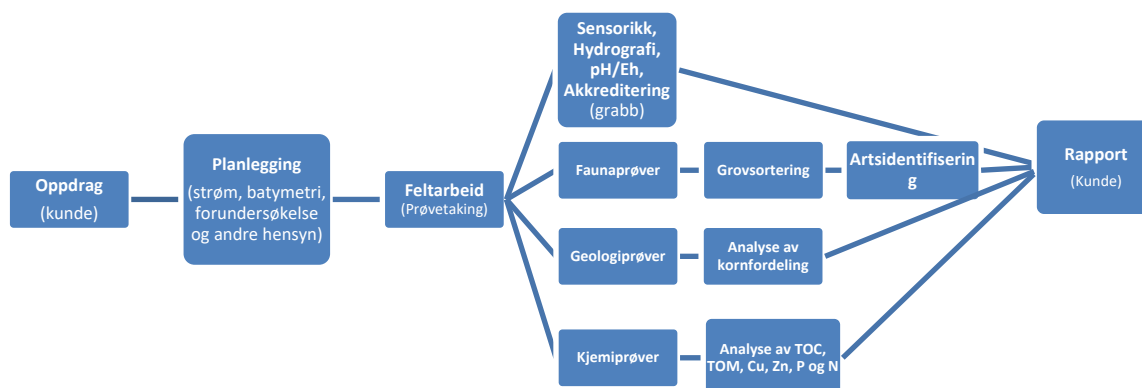 Oppdrag
(kunde)
Planlegging
(strøm, batymetri,
forundersøkelse
og andre hensyn)
Feltarbeid
(Prøvetaking)
Sensorikk,
Hydrografi,
pH/Eh,
Akkreditering
(grabb)
Faunaprøver
Grovsortering
Artsidentifiserin
g
Geologiprøver
Analyse av
kornfordeling
Kjemiprøver
Analyse av TOC,
TOM, Cu, Zn, P og N
Rapport
(Kunde)